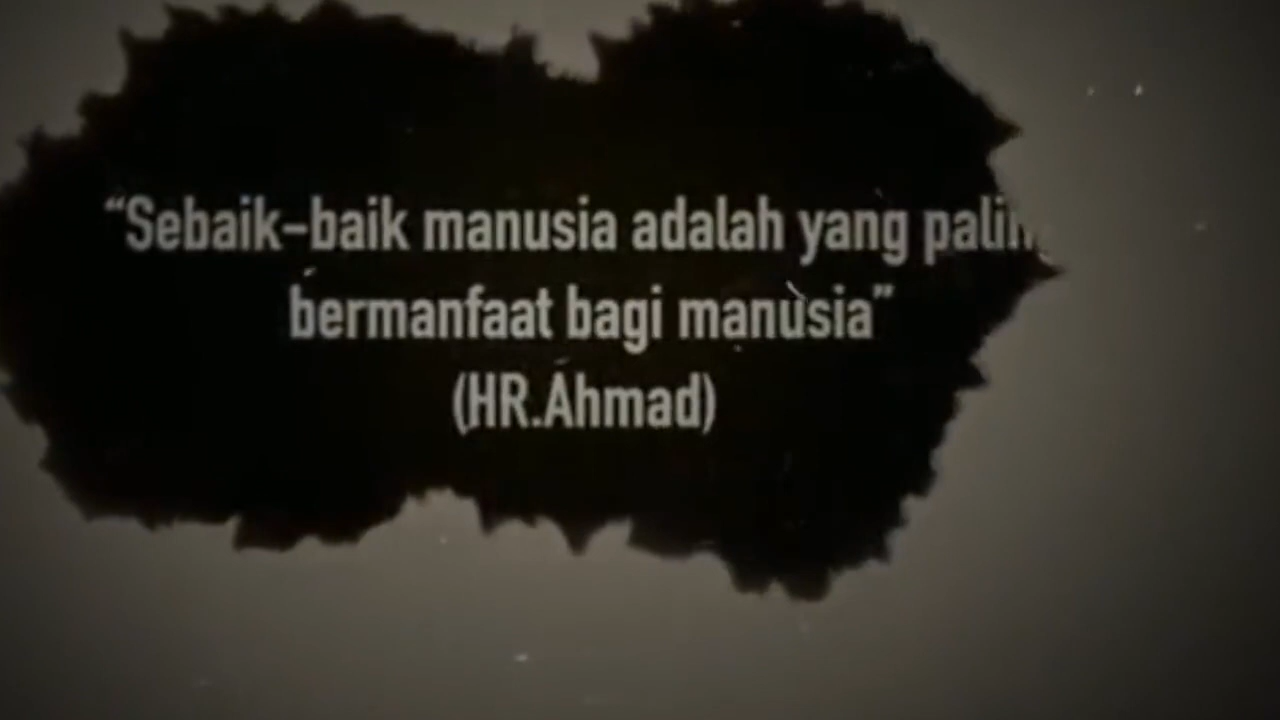 “Sebaik-baik manusia adalah yang
bermanfaat bagi manusia”
(HR.Ahmad)